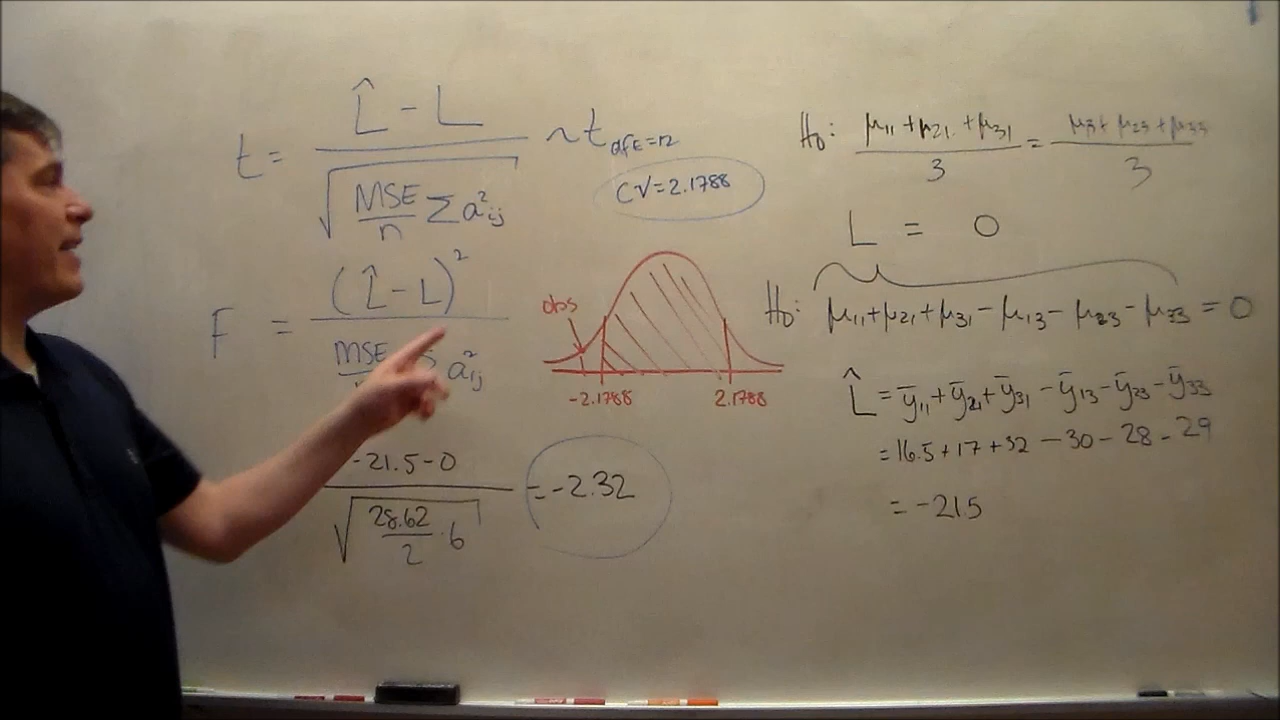 t = L̂ - L / √(MSE/n Σ a²ij) ~ t dfE=12
CV=2.1788
F = (L̂ - L)² / MSE a²ij
-21.5-0 / √(28.62/2 · 6) = -2.32
obs
-2.1788 2.1788
H0: μ11 + μ21 + μ31 / 3 = μ3 + μ23 + μ33 / 3
L = 0
H0: μ11+μ21+μ31-μ13-μ23-μ33 = 0
L̂ = ȳ11+ȳ21+ȳ31-ȳ13-ȳ23-ȳ33
= 16.5+17+32-30-28-29
= -21.5